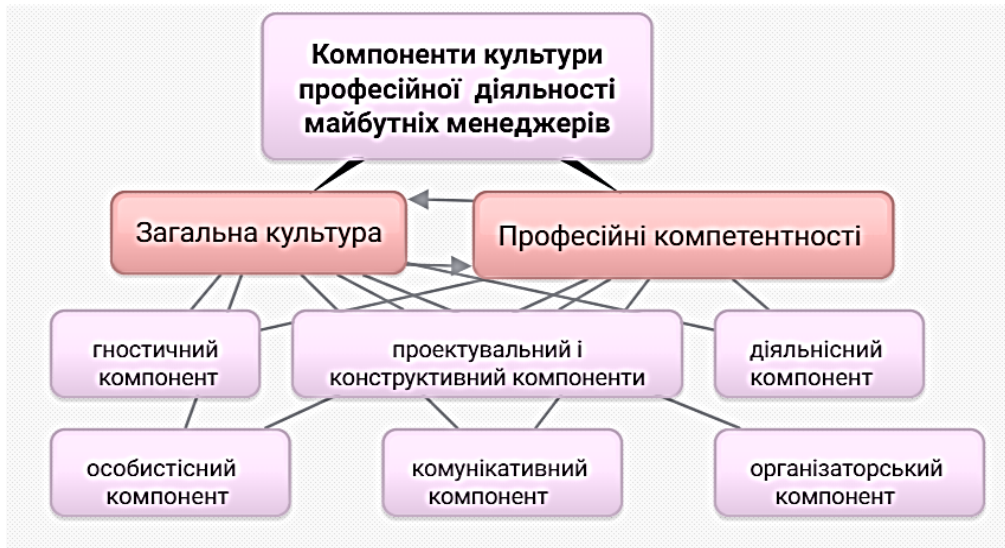 Компоненти культури
професійної діяльності
майбутніх менеджерів
Загальна культура
Професійні компетентності
гностичний
компонент
проектувальний і
конструктивний компоненти
діяльнісний
компонент
особистісний
компонент
комунікативний
компонент
організаторський
компонент